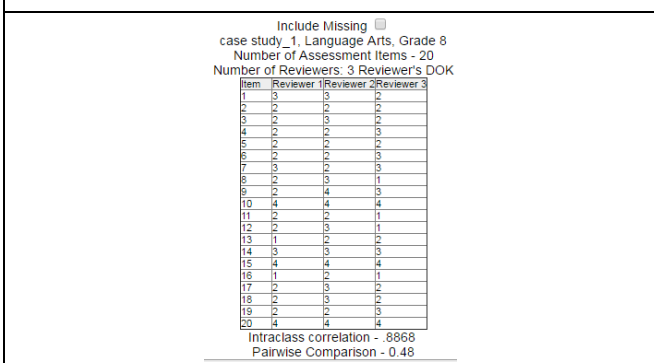 Include Missing
case study_1, Language Arts, Grade 8
Number of Assessment Items - 20
Number of Reviewers: 3 Reviewer's DOK
Item Reviewer 1 Reviewer 2 Reviewer 3
1 3 3 2
2 2 2 2
3 2 3 2
4 2 2 3
5 2 2 2
6 2 2 3
7 3 2 3
8 2 3 1
9 2 4 3
10 4 4 4
11 2 2 1
12 2 3 1
13 1 2 2
14 3 3 3
15 4 4 4
16 1 2 1
17 2 3 2
18 2 3 2
19 2 2 3
20 4 4 4
Intraclass correlation - .8868
Pairwise Comparison - 0.48